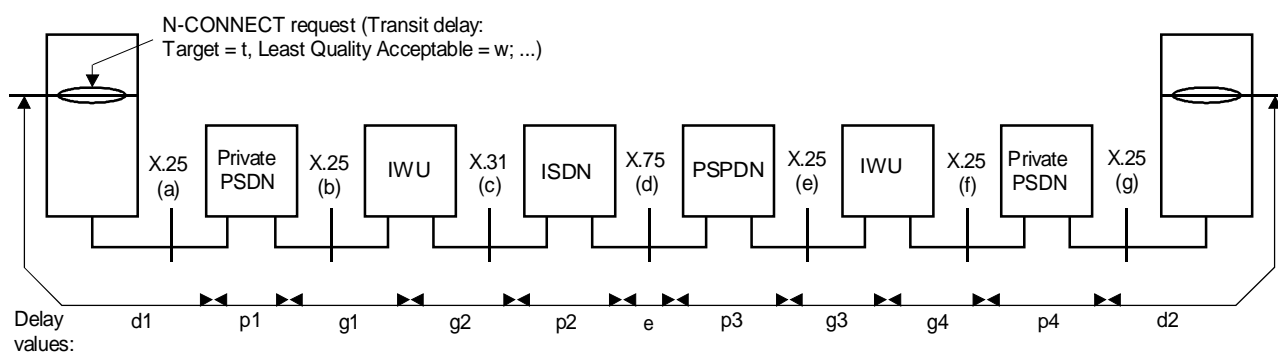 N-CONNECT request (Transit delay:
Target = t, Least Quality Acceptable = w; ...)
X.25
(a)
Private
PSDN
X.25
(b)
IWU
X.31
(c)
ISDN
X.75
(d)
PSPDN
X.25
(e)
IWU
X.25
(f)
Private
PSDN
X.25
(g)
Delay
values:
d1
p1
g1
g2
p2
e
p3
g3
g4
p4
d2